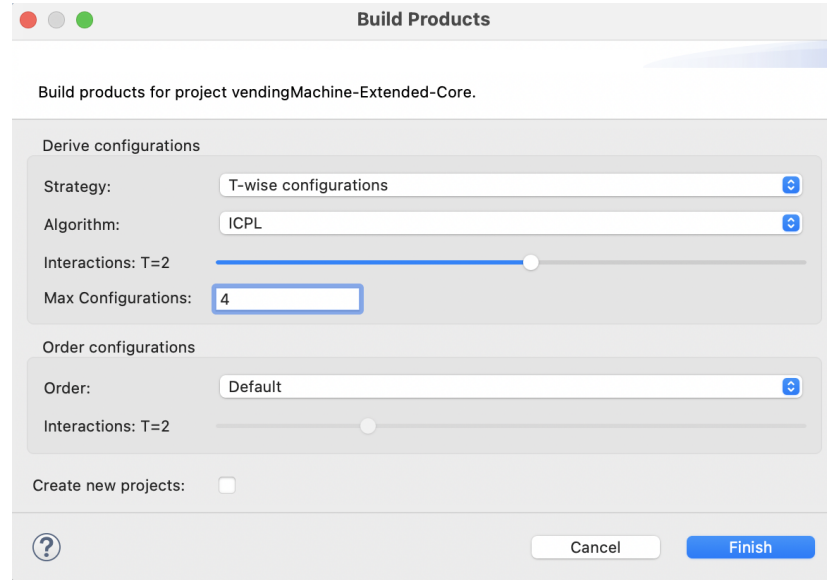 Build Products
Build products for project vendingMachine-Extended-Core.
Derive configurations
Strategy: T-wise configurations
Algorithm: ICPL
Interactions: T=2
Max Configurations: 4
Order configurations
Order: Default
Interactions: T=2
Create new projects:
? Cancel Finish